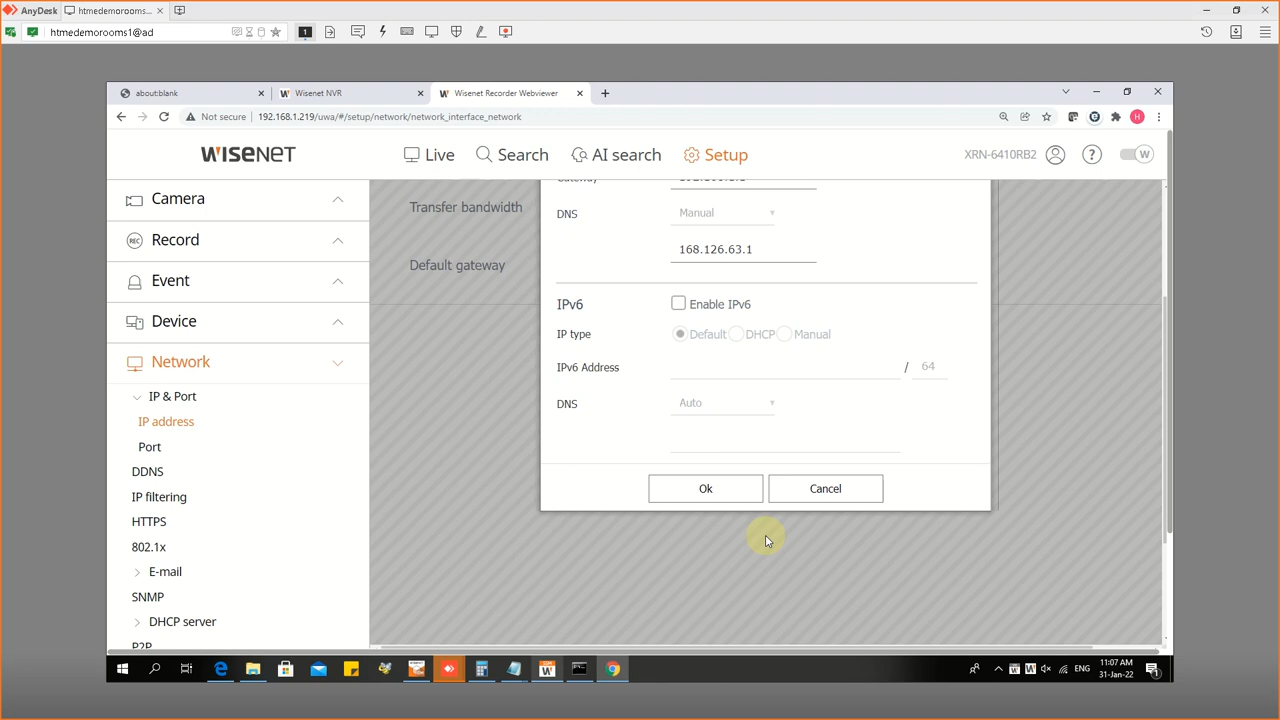 AnyDesk
htmedemorooms...
htmedemorooms1@ad
1
about:blank
Wisenet NVR
Wisenet Recorder Webviewer
Not secure
192.168.1.219/uwa/#/setup/network/network_interface_network
H
WISENET
Live
Search
AI search
Setup
XRN-6410RB2
W
Camera
Record
Event
Device
Network
IP & Port
IP address
Port
DDNS
IP filtering
HTTPS
802.1x
E-mail
SNMP
DHCP server
P2P
Transfer bandwidth
Default gateway
Gateway
DNS
Manual
168.126.63.1
IPv6
Enable IPv6
IP type
Default
DHCP
Manual
IPv6 Address
/ 64
DNS
Auto
Ok
Cancel
ENG
11:07 AM
31-Jan-22